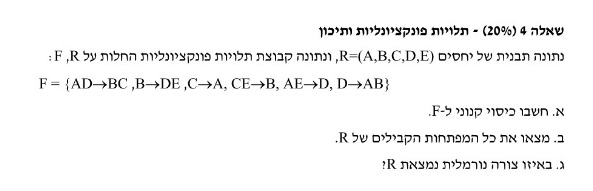 שאלה 4 (20%) - תלויות פונקציונליות ותיכון
נתונה תבנית של יחסים R=(A,B,C,D,E), ונתונה קבוצת תלויות פונקציונליות החלות על R, F:
F = {AD→BC ,B→DE ,C→A, CE→B, AE→D, D→AB}
א. חשבו כיסוי קנוני ל-F.
ב. מצאו את כל המפתחות הקבילים של R.
ג. באיזו צורה נורמלית נמצאת R?